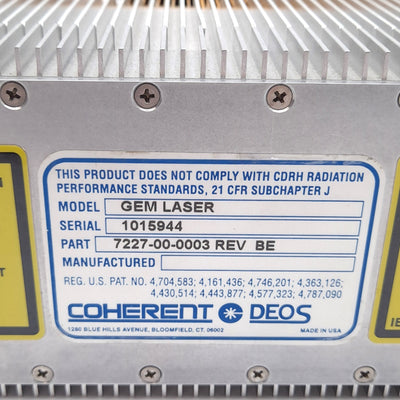 THIS PRODUCT DOES NOT COMPLY WITH CDRH RADIATION
PERFORMANCE STANDARDS, 21 CFR SUBCHAPTER J
MODEL GEM LASER
SERIAL 1015944
PART 7227-00-0003 REV BE
MANUFACTURED
REG. U.S. PAT. NO. 4,704,583; 4,161,436; 4,746,201; 4,363,126;
4,430,514; 4,443,877; 4,577,323; 4,787,090
COHERENT DEOS
1280 BLUE HILLS AVENUE, BLOOMFIELD, CT, 06002 MADE IN USA